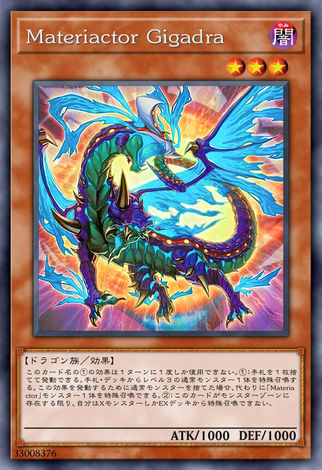 Materiactor Gigadra
闇
やみ
【ドラゴン族／効果】
このカード名の①の効果は１ターンに１度しか使用できない。①：手札を１枚捨
てて発動できる。手札・デッキからレベル３の通常モンスター１体を特殊召喚す
る。この効果を発動するために通常モンスターを捨てた場合、代わりに「Materia
ctor」モンスター１体を特殊召喚できる。②：このカードがモンスターゾーンに
存在する限り、自分はXモンスターしかEXデッキから特殊召喚できない。
ATK/1000 DEF/1000
33008376